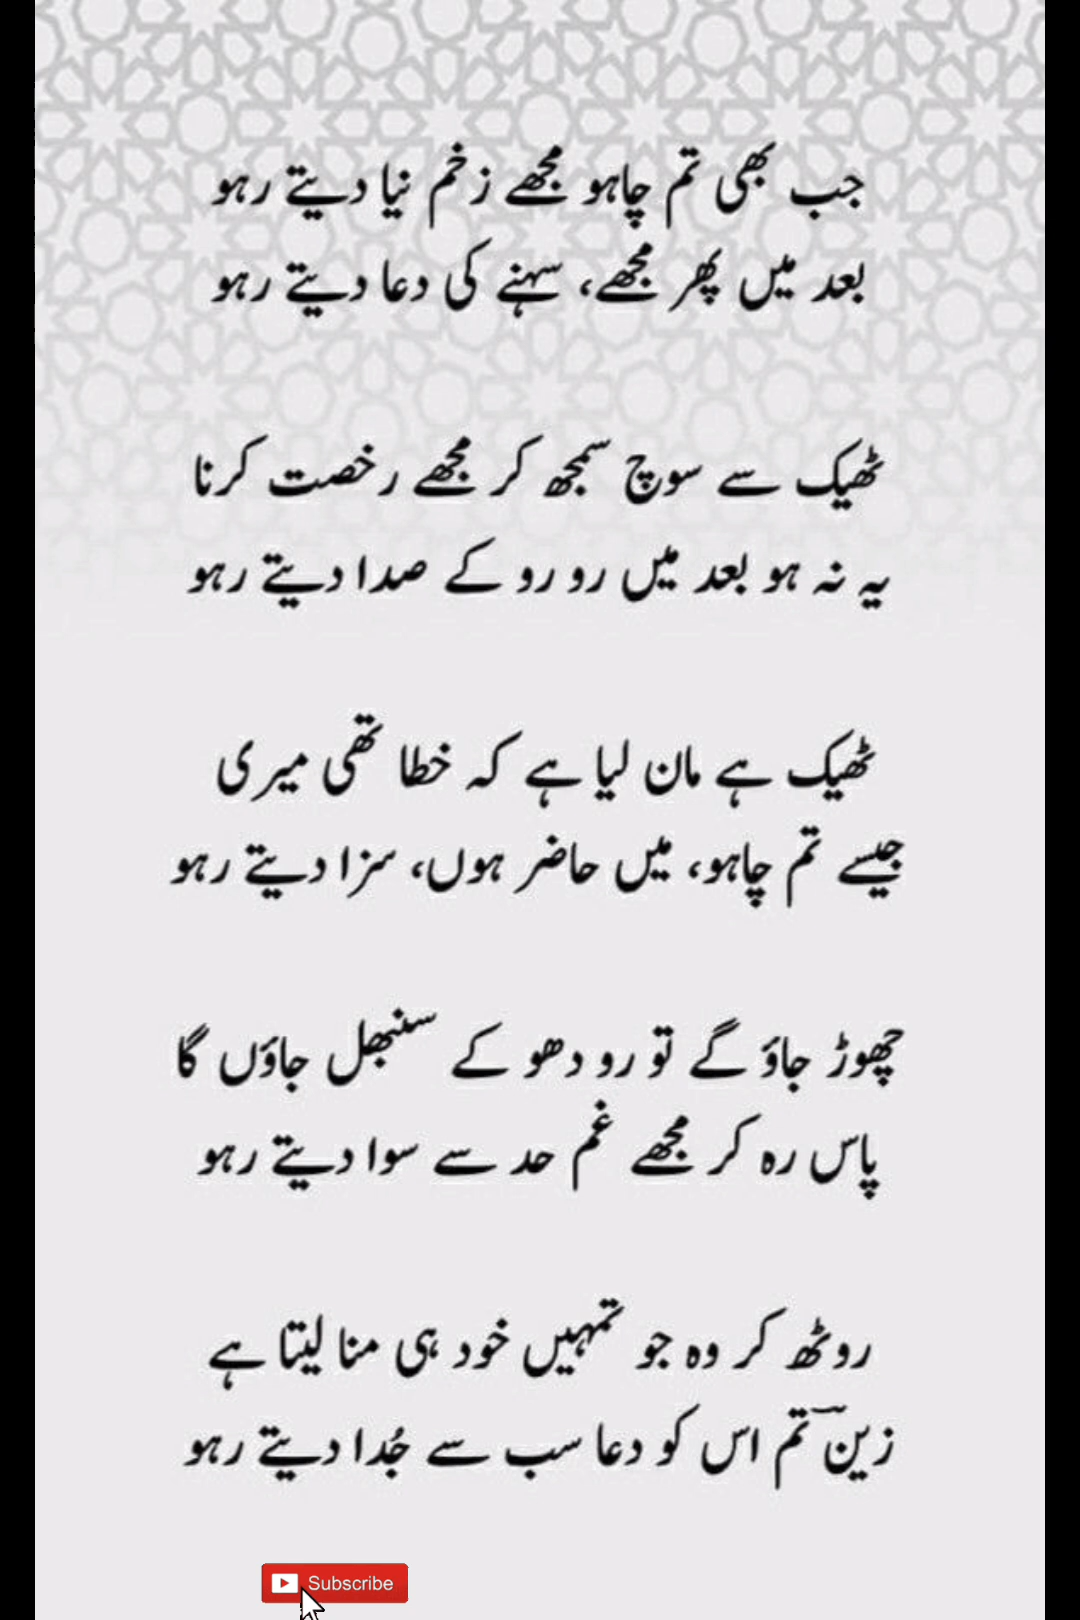 جب بھی تم چاہو مجھے زخم نیا دیتے رہو
بعد میں پھر مجھے، سہنے کی دعا دیتے رہو
ٹھیک سے سوچ سمجھ کر مجھے رخصت کرنا
یہ نہ ہو بعد میں رو رو کے صدا دیتے رہو
ٹھیک ہے مان لیا ہے کہ خطا تھی میری
جیسے تم چاہو، میں حاضر ہوں، سزا دیتے رہو
چھوڑ جاؤ گے تو رو دھو کے سنبھل جاؤں گا
پاس رہ کر مجھے غم حد سے سوا دیتے رہو
روٹھ کر وہ جو تمہیں خود ہی منا لیتا ہے
زینؔ تم اس کو دعا سب سے جُدا دیتے رہو
Subscribe